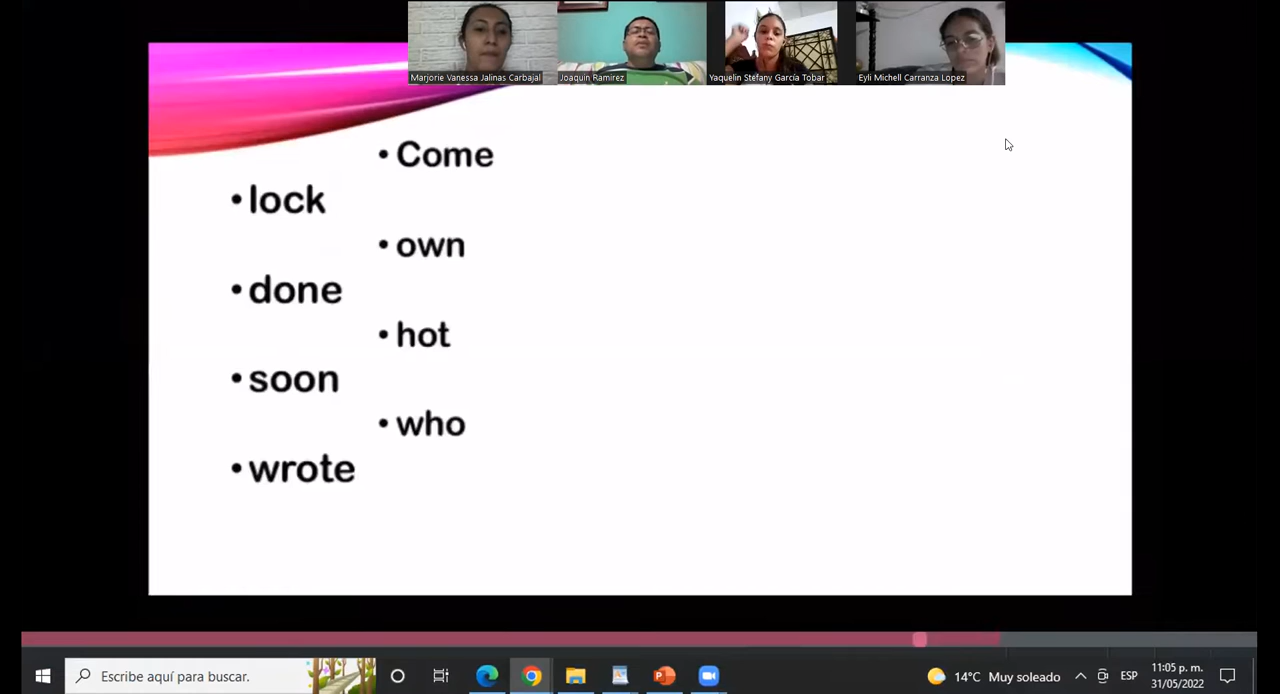 Marjorie Vanessa Jalinas Carbajal
Joaquin Ramirez
Yaquelin Stefany García Tobar
Eyli Michell Carranza Lopez
• Come
• lock
• own
• done
• hot
• soon
• who
• wrote
Escribe aquí para buscar.
14°C Muy soleado
ESP
11:05 p. m.
31/05/2022